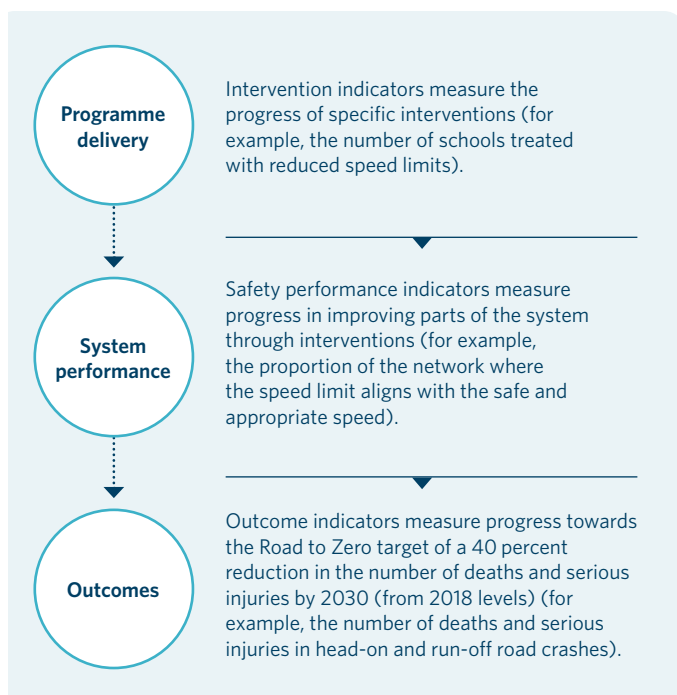 Programme
delivery
Intervention indicators measure the
progress of specific interventions (for
example, the number of schools treated
with reduced speed limits).
System
performance
Safety performance indicators measure
progress in improving parts of the system
through interventions (for example,
the proportion of the network where
the speed limit aligns with the safe and
appropriate speed).
Outcomes
Outcome indicators measure progress towards
the Road to Zero target of a 40 percent
reduction in the number of deaths and serious
injuries by 2030 (from 2018 levels) (for
example, the number of deaths and serious
injuries in head-on and run-off road crashes).